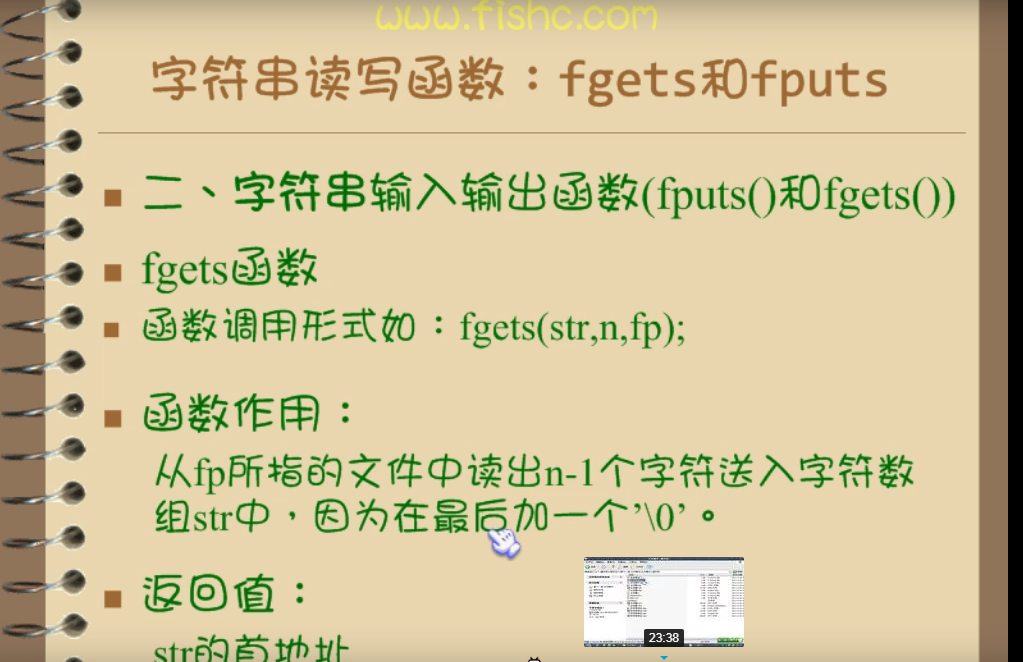 www.fishc.com
字符串读写函数：fgets和fputs
二、字符串输入输出函数(fputs()和fgets())
fgets函数
函数调用形式如：fgets(str,n,fp);
函数作用：
从fp所指的文件中读出n-1个字符送入字符数
组str中，因为在最后加一个'\0'。
返回值：
str的首地址
23:38